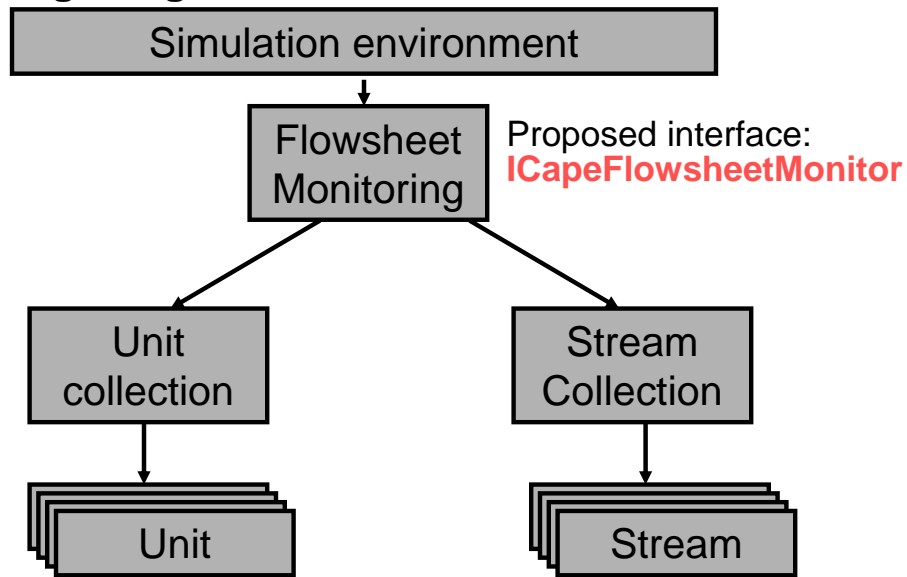 Simulation environment
Flowsheet
Monitoring
Proposed interface:
ICapeFlowsheetMonitor
Unit
collection
Stream
Collection
Unit
Stream